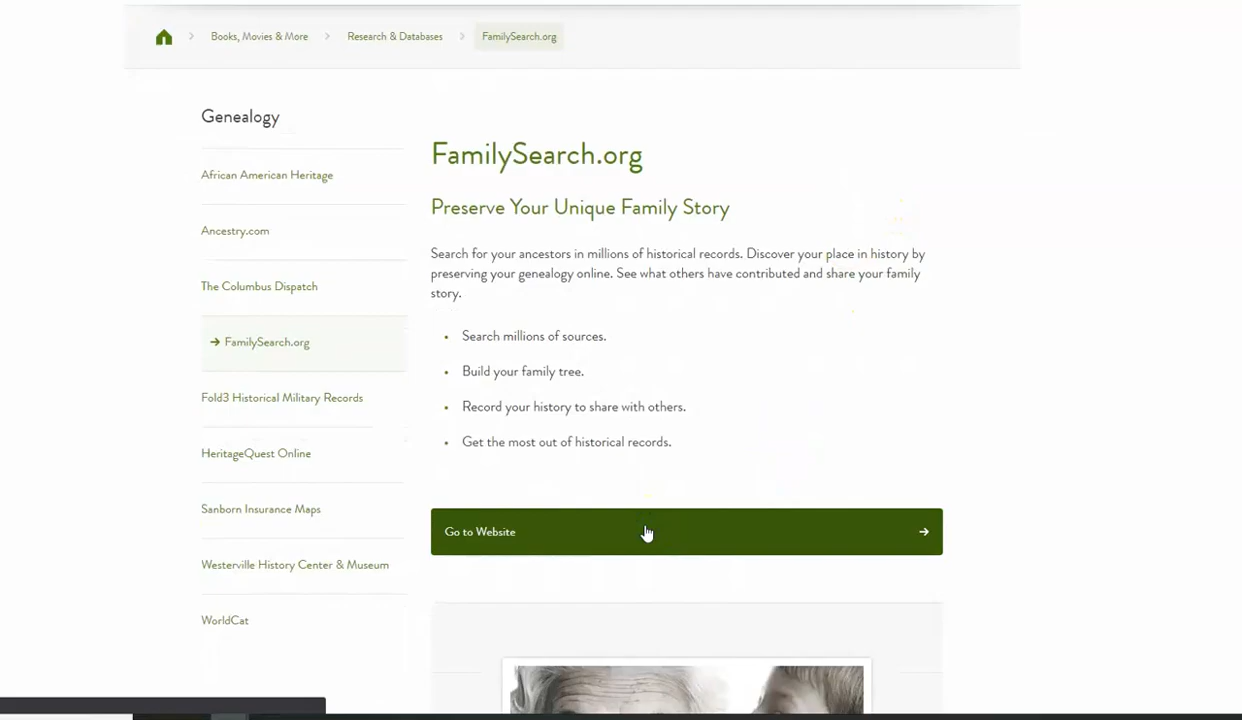 Books, Movies & More
Research & Databases
FamilySearch.org
Genealogy
African American Heritage
Ancestry.com
The Columbus Dispatch
FamilySearch.org
Fold3 Historical Military Records
HeritageQuest Online
Sanborn Insurance Maps
Westerville History Center & Museum
WorldCat
FamilySearch.org
Preserve Your Unique Family Story
Search for your ancestors in millions of historical records. Discover your place in history by
preserving your genealogy online. See what others have contributed and share your family
story.
Search millions of sources.
Build your family tree.
Record your history to share with others.
Get the most out of historical records.
Go to Website